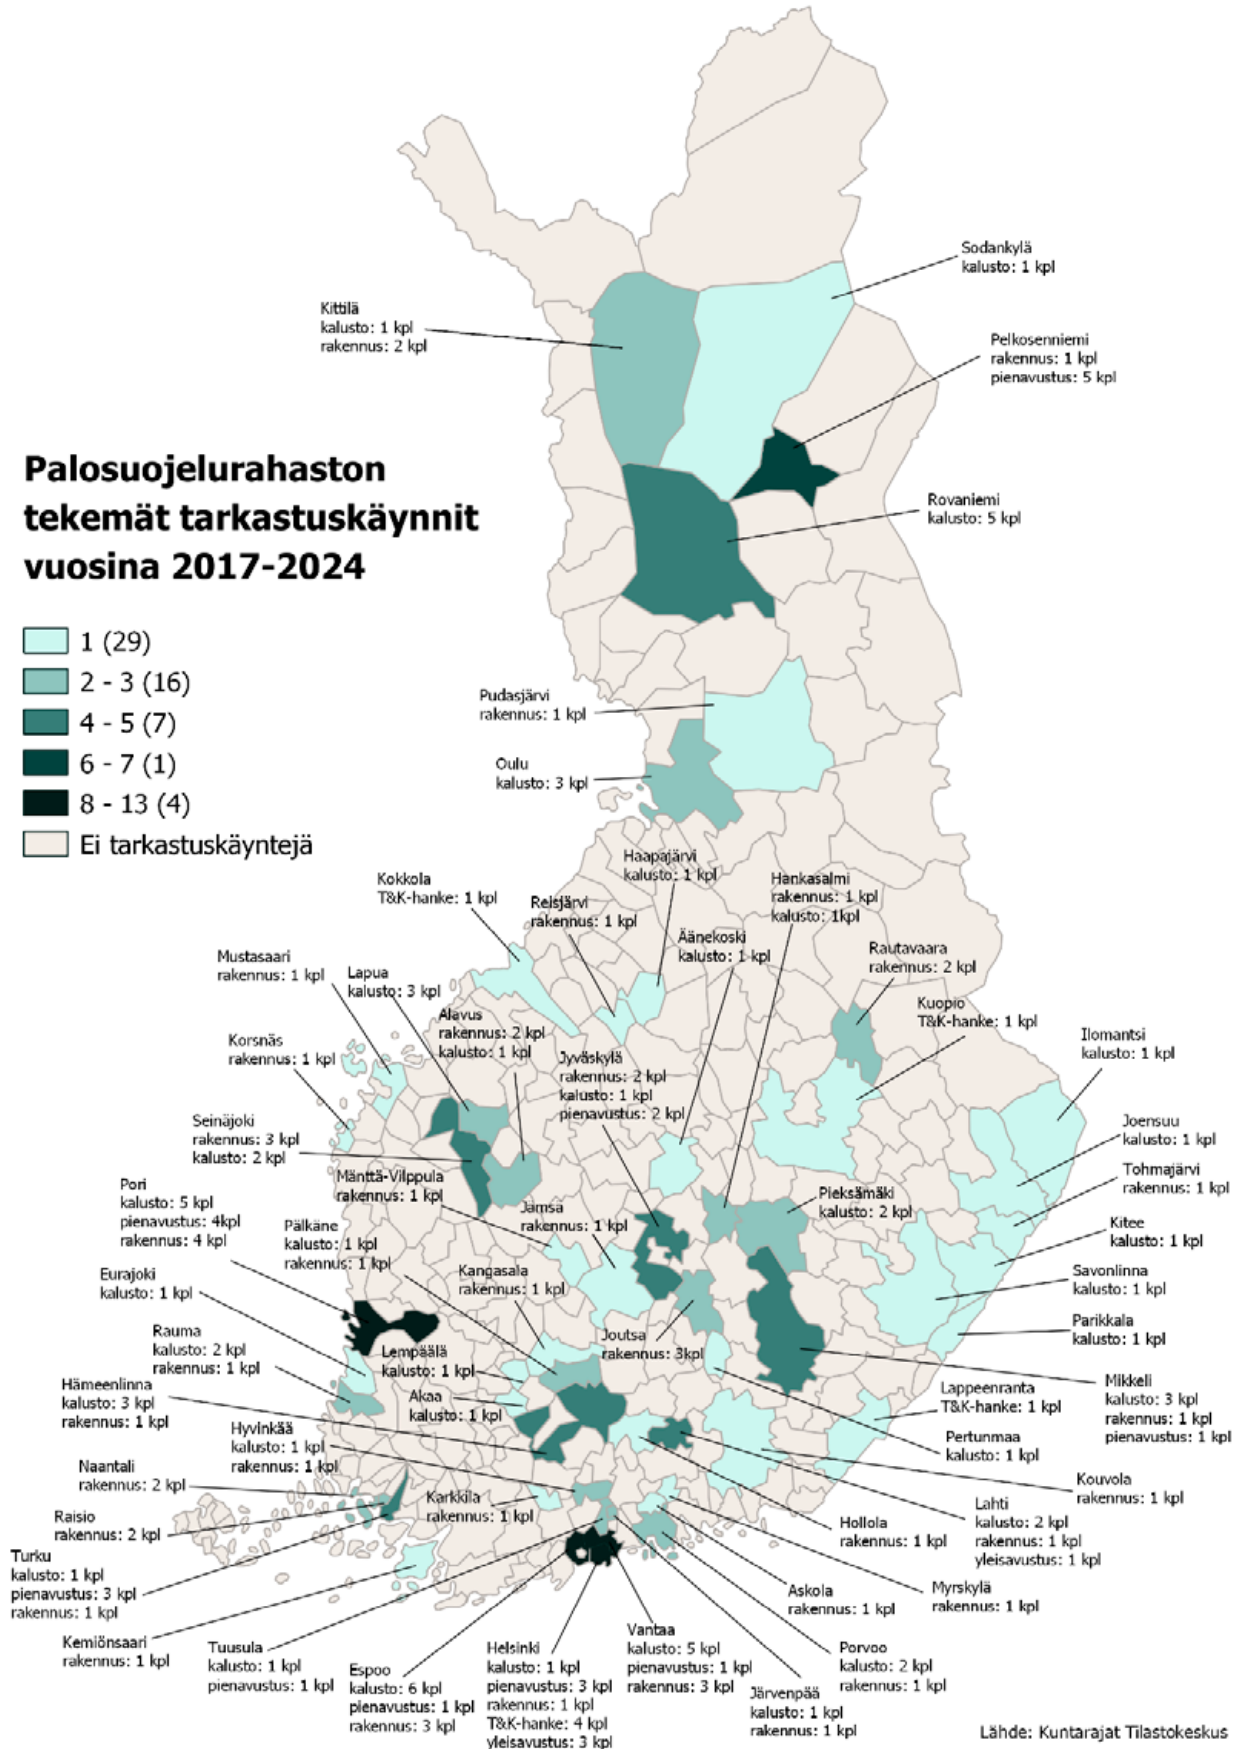 Sodankylä
kalusto: 1 kpl
Kittilä
kalusto: 1 kpl
rakennus: 2 kpl
Pelkosenniemi
rakennus: 1 kpl
pienavustus: 5 kpl
Palosuojelurahaston
tekemät tarkastuskäynnit
vuosina 2017-2024
Rovaniemi
kalusto: 5 kpl
1 (29)
2 - 3 (16)
4 - 5 (7)
6 - 7 (1)
8 - 13 (4)
Ei tarkastuskäyntejä
Pudasjärvi
rakennus: 1 kpl
Oulu
kalusto: 3 kpl
Haapajärvi
kalusto: 1 kpl
Kokkola
T&K-hanke: 1 kpl
Reisjärvi
rakennus: 1 kpl
Hankasalmi
rakennus: 1 kpl
kalusto: 1kpl
Äänekoski
kalusto: 1 kpl
Rautavaara
rakennus: 2 kpl
Mustasaari
rakennus: 1 kpl
Lapua
kalusto: 3 kpl
Kuopio
T&K-hanke: 1 kpl
Alavus
rakennus: 2 kpl
kalusto: 1 kpl
Ilomantsi
kalusto: 1 kpl
Korsnäs
rakennus: 1 kpl
Jyväskylä
rakennus: 2 kpl
kalusto: 1 kpl
pienavustus: 2 kpl
Seinäjoki
rakennus: 3 kpl
kalusto: 2 kpl
Joensuu
kalusto: 1 kpl
Mänttä-Vilppula
rakennus: 1 kpl
Tohmajärvi
rakennus: 1 kpl
Pori
kalusto: 5 kpl
pienavustus: 4kpl
rakennus: 4 kpl
Pieksämäki
kalusto: 2 kpl
Jämsä
rakennus: 1 kpl
Pälkäne
kalusto: 1 kpl
rakennus: 1 kpl
Kitee
kalusto: 1 kpl
Eurajoki
kalusto: 1 kpl
Kangasala
rakennus: 1 kpl
Savonlinna
kalusto: 1 kpl
Rauma
kalusto: 2 kpl
rakennus: 1 kpl
Joutsa
rakennus: 3kpl
Parikkala
kalusto: 1 kpl
Lempäälä
kalusto: 1 kpl
Hämeenlinna
kalusto: 3 kpl
rakennus: 1 kpl
Akaa
kalusto: 1 kpl
Lappeenranta
T&K-hanke: 1 kpl
Mikkeli
kalusto: 3 kpl
rakennus: 1 kpl
pienavustus: 1 kpl
Hyvinkää
kalusto: 1 kpl
rakennus: 1 kpl
Pertunmaa
kalusto: 1 kpl
Naantali
rakennus: 2 kpl
Kouvola
rakennus: 1 kpl
Karkkila
rakennus: 1 kpl
Lahti
kalusto: 2 kpl
rakennus: 1 kpl
yleisavustus: 1 kpl
Raisio
rakennus: 2 kpl
Hollola
rakennus: 1 kpl
Turku
kalusto: 1 kpl
pienavustus: 3 kpl
rakennus: 1 kpl
Askola
rakennus: 1 kpl
Myrskylä
rakennus: 1 kpl
Kemiönsaari
rakennus: 1 kpl
Tuusula
kalusto: 1 kpl
pienavustus: 1 kpl
Espoo
kalusto: 6 kpl
pienavustus: 1 kpl
rakennus: 3 kpl
Helsinki
kalusto: 1 kpl
pienavustus: 3 kpl
rakennus: 1 kpl
T&K-hanke: 4 kpl
yleisavustus: 3 kpl
Vantaa
kalusto: 5 kpl
pienavustus: 1 kpl
rakennus: 3 kpl
Porvoo
kalusto: 2 kpl
rakennus: 1 kpl
Järvenpää
kalusto: 1 kpl
rakennus: 1 kpl
Lähde: Kuntarajat Tilastokeskus